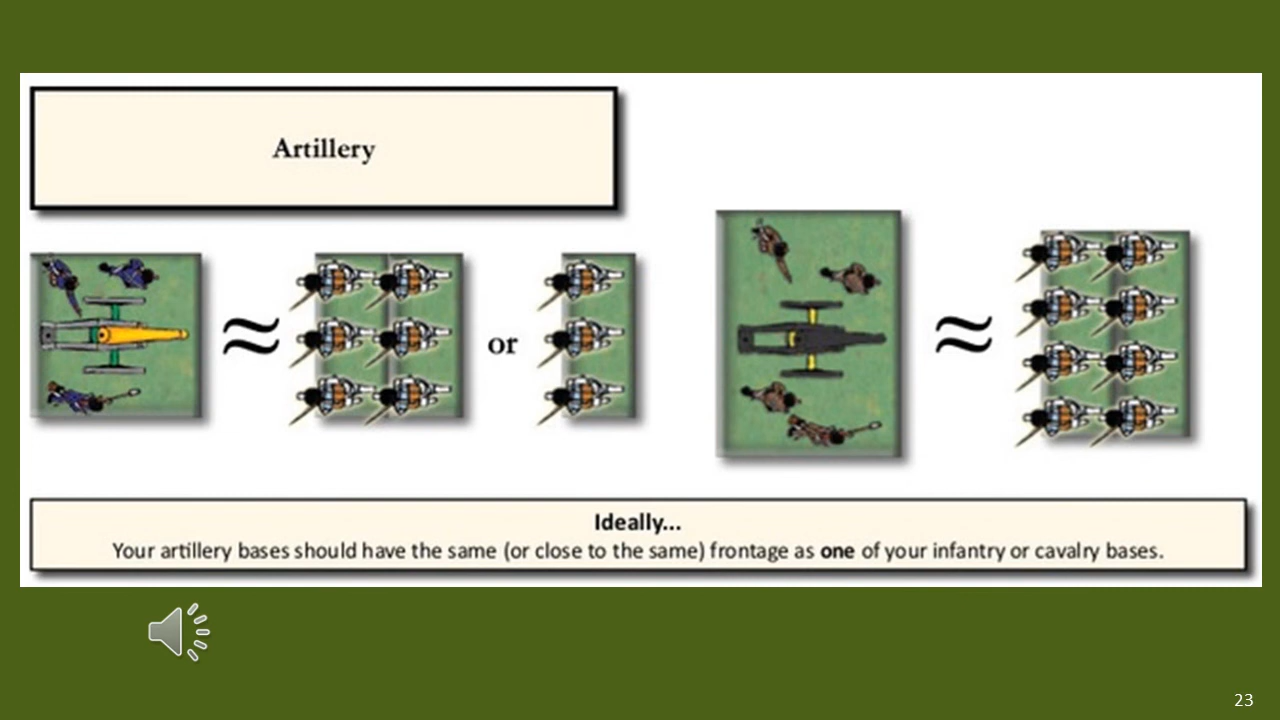 Artillery
≈ or ≈
Ideally...
Your artillery bases should have the same (or close to the same) frontage as one of your infantry or cavalry bases.
23